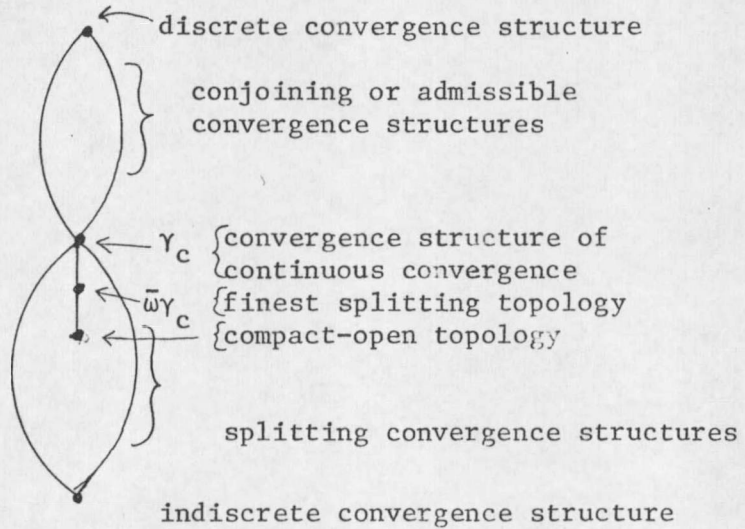 discrete convergence structure
conjoining or admissible
convergence structures
γc {convergence structure of
continuous convergence
ω̄γc {finest splitting topology
{compact-open topology
splitting convergence structures
indiscrete convergence structure